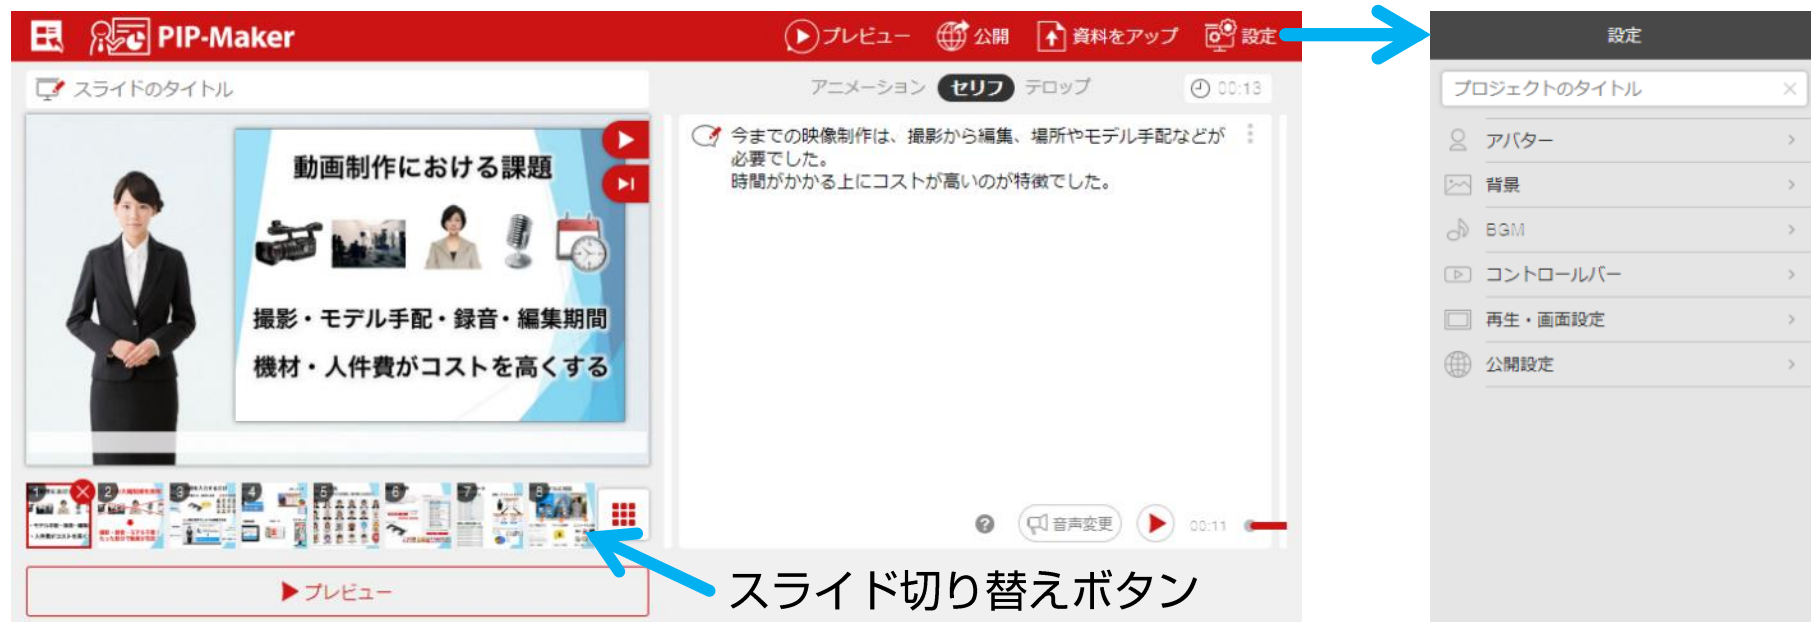 PIP-Maker
プレビュー
公開
資料をアップ
設定
スライドのタイトル
アニメーション
セリフ
テロップ
00:13
動画制作における課題
撮影・モデル手配・録音・編集期間
機材・人件費がコストを高くする
今までの映像制作は、撮影から編集、場所やモデル手配などが
必要でした。
時間がかかる上にコストが高いのが特徴でした。
1
2
3
4
5
6
7
8
?
音声変更
00:11
プレビュー
スライド切り替えボタン
設定
プロジェクトのタイトル
アバター
背景
BGM
コントロールバー
再生・画面設定
公開設定